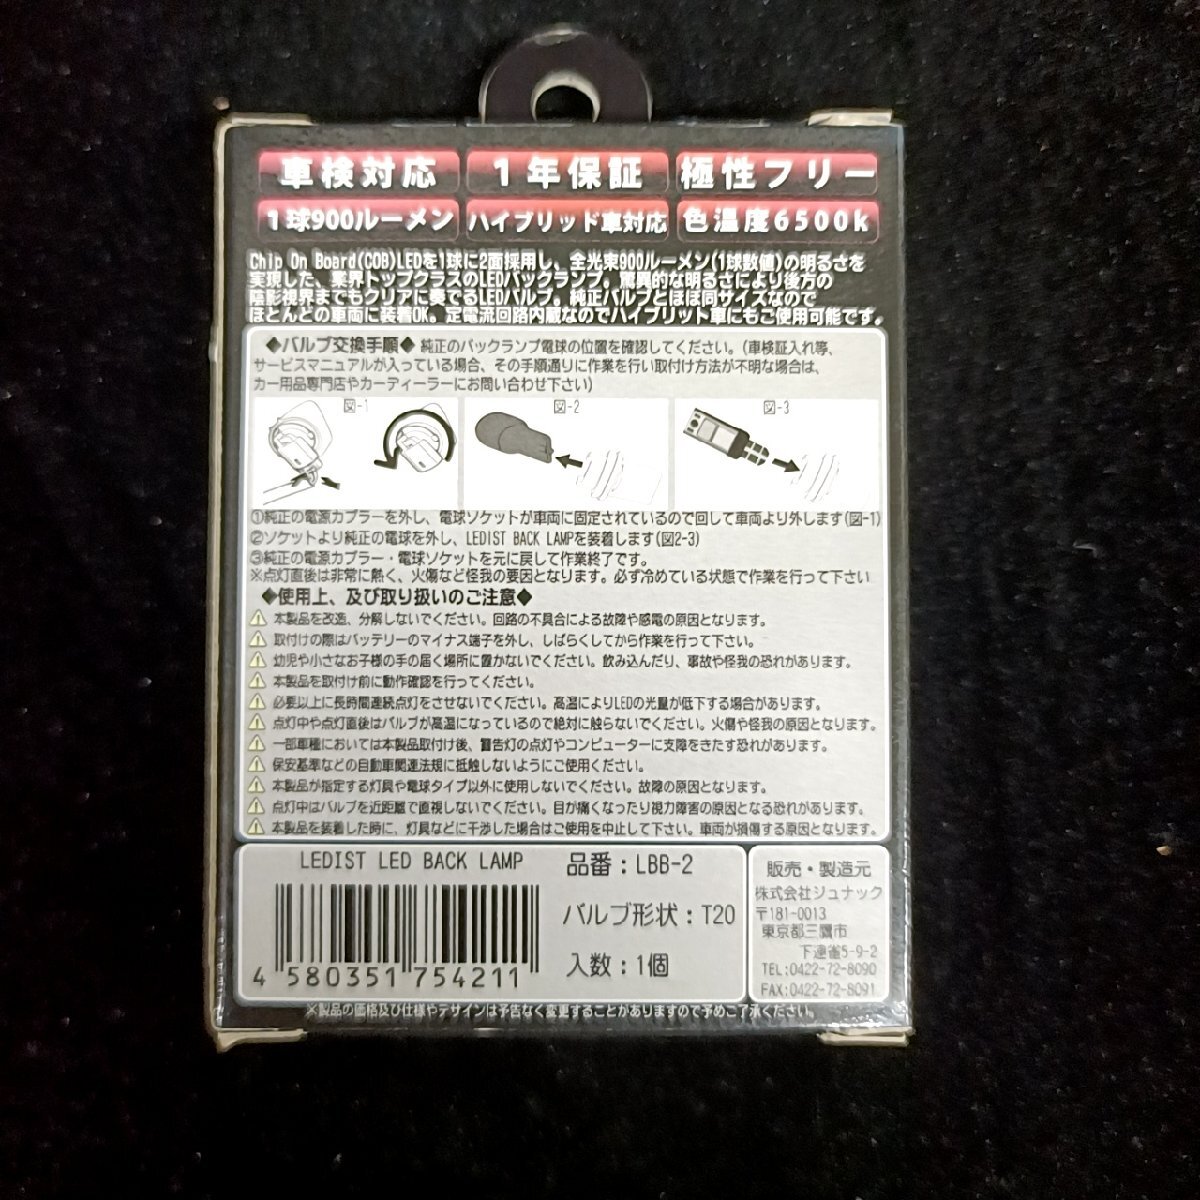 車検対応 1年保証 極性フリー
1球900ルーメン ハイブリッド車対応 色温度6500k
Chip On Board(COB)LEDを1球に2面採用し、全光束900ルーメン(1球数値)の明るさを
実現した、業界トップクラスのLEDバックランプ。驚異的な明るさにより後方の
陰影視界までもクリアに奏でるLEDバルブ。純正バルブとほぼ同サイズなので
ほとんどの車両に装着OK。定電流回路内蔵なのでハイブリット車にもご使用可能です。
◆バルブ交換手順◆ 純正のバックランプ電球の位置を確認してください。(車検証入れ等、
サービスマニュアルが入っている場合、その手順通りに作業を行い取付け方法が不明な場合は、
カー用品専門店やカーディーラーにお問い合わせ下さい)
図-1 図-2 図-3
①純正の電源カプラーを外し、電球ソケットが車両に固定されているので回して車両より外します(図-1)
②ソケットより純正の電球を外し、LEDIST BACK LAMPを装着します(図2-3)
③純正の電源カプラー・電球ソケットを元に戻して作業終了です。
※点灯直後は非常に熱く、火傷など怪我の要因となります。必ず冷めている状態で作業を行って下さい
◆使用上、及び取り扱いのご注意◆
本製品を改造、分解しないでください。回路の不具合による故障や感電の原因となります。
取付けの際はバッテリーのマイナス端子を外し、しばらくしてから作業を行って下さい。
幼児や小さなお子様の手の届く場所に置かないでください。飲み込んだり、事故や怪我の恐れがあります。
本製品を取付け前に動作確認を行ってください。
必要以上に長時間連続点灯をさせないでください。高温によりLEDの光量が低下する場合があります。
点灯中や点灯直後はバルブが高温になっているので絶対に触らないでください。火傷や怪我の原因となります。
一部車種においては本製品取付け後、警告灯の点灯やコンピューターに支障をきたす恐れがあります。
保安基準などの自動車関連法規に抵触しないようにご使用ください。
本製品が指定する灯具や電球タイプ以外に使用しないでください。故障の原因となります。
点灯中はバルブを近距離で直視しないでください。目が痛くなったり視力障害の原因となる恐れがあります。
本製品を装着した時に、灯具などに干渉した場合はご使用を中止して下さい。車両が損傷する原因となります。
LEDIST LED BACK LAMP
4 580351 754211
品番：LBB-2
バルブ形状：T20
入数：1個
販売・製造元
株式会社ジュナック
〒181-0013
東京都三鷹市
下連雀5-9-2
TEL:0422-72-8090
FAX:0422-72-8091
※製品の価格及び仕様やデザインは予告なく変更することがありますので予めご了承ください。